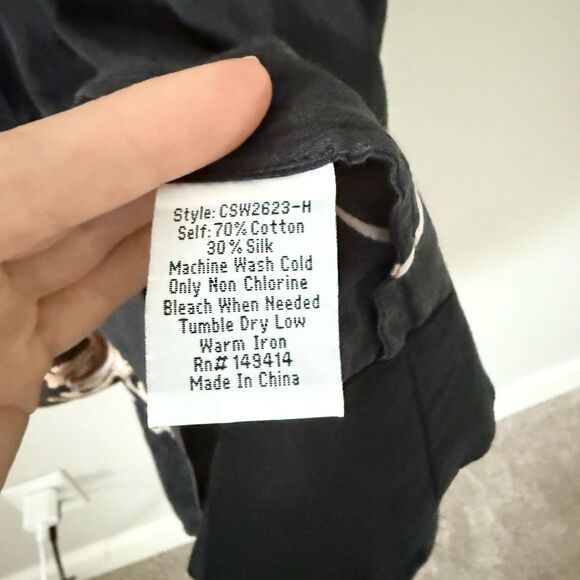 Style: CSW2623-H
Self: 70% Cotton
30% Silk
Machine Wash Cold
Only Non Chlorine
Bleach When Needed
Tumble Dry Low
Warm Iron
Rn# 149414
Made In China